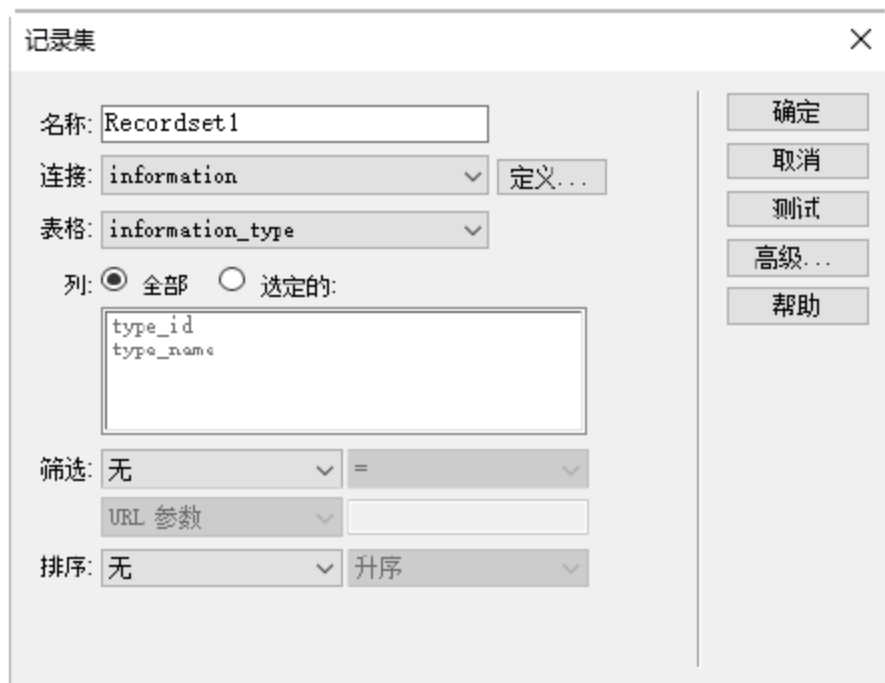 记录集
名称: Recordset1
连接: information 定义...
表格: information_type
列: 全部 选定的:
type_id
type_name
筛选: 无 =
URL 参数
排序: 无 升序
确定
取消
测试
高级...
帮助